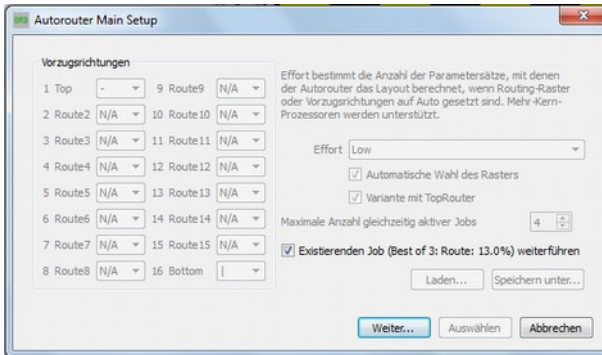 Autorouter Main Setup
Vorzugsrichtungen
1 Top - 9 Route9 N/A
2 Route2 N/A 10 Route10 N/A
3 Route3 N/A 11 Route11 N/A
4 Route4 N/A 12 Route12 N/A
5 Route5 N/A 13 Route13 N/A
6 Route6 N/A 14 Route14 N/A
7 Route7 N/A 15 Route15 N/A
8 Route8 N/A 16 Bottom |
Effort bestimmt die Anzahl der Parametersätze, mit denen
der Autorouter das Layout berechnet, wenn Routing-Raster
oder Vorzugsrichtungen auf Auto gesetzt sind. Mehr-Kern-
Prozessoren werden unterstützt.
Effort Low
Automatische Wahl des Rasters
Variante mit TopRouter
Maximale Anzahl gleichzeitig aktiver Jobs 4
Existierenden Job (Best of 3: Route: 13.0%) weiterführen
Laden... Speichern unter...
Weiter... Auswählen Abbrechen